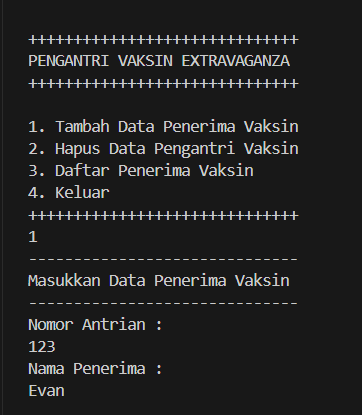 ++++++++++++++++++++++++++++++
PENGANTRI VAKSIN EXTRAVAGANZA
++++++++++++++++++++++++++++++
1. Tambah Data Penerima Vaksin
2. Hapus Data Pengantri Vaksin
3. Daftar Penerima Vaksin
4. Keluar
++++++++++++++++++++++++++++++
1
------------------------------
Masukkan Data Penerima Vaksin
------------------------------
Nomor Antrian :
123
Nama Penerima :
Evan